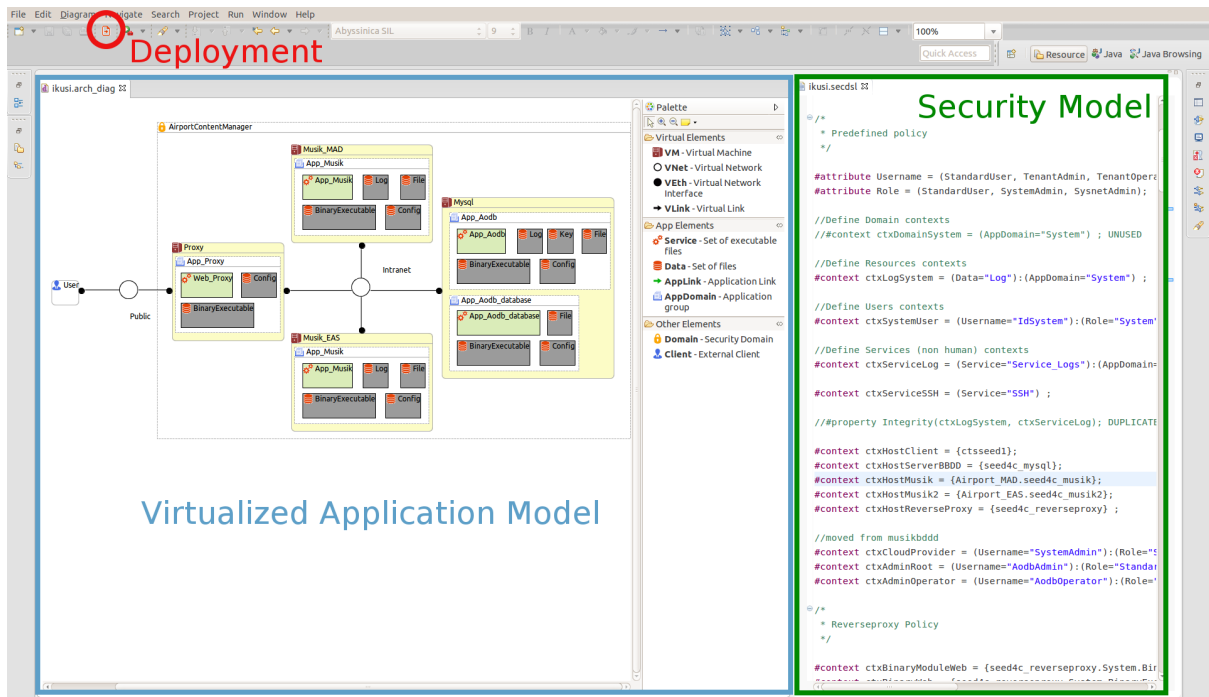 File Edit Diagram Navigate Search Project Run Window Help
Abyssinica SIL
9
B I A
100%
Deployment
Quick Access
Resource Java Java Browsing
ikusi.arch_diag
AirportContentManager
Musik_MAD
App_Musik
App_Musik Log File
BinaryExecutable Config
Mysql
App_Aodb
App_Aodb Log Key File
BinaryExecutable Config
App_Aodb_database
App_Aodb_database File
BinaryExecutable Config
Proxy
App_Proxy
Web_Proxy Config
BinaryExecutable
User
Public
Intranet
Musik_EAS
App_Musik
App_Musik Log File
BinaryExecutable Config
Virtualized Application Model
Palette
Virtual Elements
VM - Virtual Machine
VNet - Virtual Network
VEth - Virtual Network
Interface
VLink - Virtual Link
App Elements
Service - Set of executable
files
Data - Set of files
AppLink - Application Link
AppDomain - Application
group
Other Elements
Domain - Security Domain
Client - External Client
ikusi.secdsl
Security Model
/*
* Predefined policy
*/
#attribute Username = (StandardUser, TenantAdmin, TenantOpera
#attribute Role = (StandardUser, SystemAdmin, SysnetAdmin);
//Define Domain contexts
//#context ctxDomainSystem = (AppDomain="System") ; UNUSED
//Define Resources contexts
#context ctxLogSystem = (Data="Log"):(AppDomain="System") ;
//Define Users contexts
#context ctxSystemUser = (Username="IdSystem"):(Role="System"
//Define Services (non human) contexts
#context ctxServiceLog = (Service="Service_Logs"):(AppDomain=
#context ctxServiceSSH = (Service="SSH") ;
//#property Integrity(ctxLogSystem, ctxServiceLog); DUPLICATE
#context ctxHostClient = {ctsseed1};
#context ctxHostServerBBDD = {seed4c_mysql};
#context ctxHostMusik = {Airport_MAD.seed4c_musik};
#context ctxHostMusik2 = {Airport_EAS.seed4c_musik2};
#context ctxHostReverseProxy = {seed4c_reverseproxy} ;
//moved from musikbddd
#context ctxCloudProvider = (Username="SystemAdmin"):(Role="S
#context ctxAdminRoot = (Username="AodbAdmin"):(Role="Standar
#context ctxAdminOperator = (Username="AodbOperator"):(Role="
/*
* Reverseproxy Policy
*/
#context ctxBinaryModuleWeb = {seed4c_reverseproxy.System.Bin